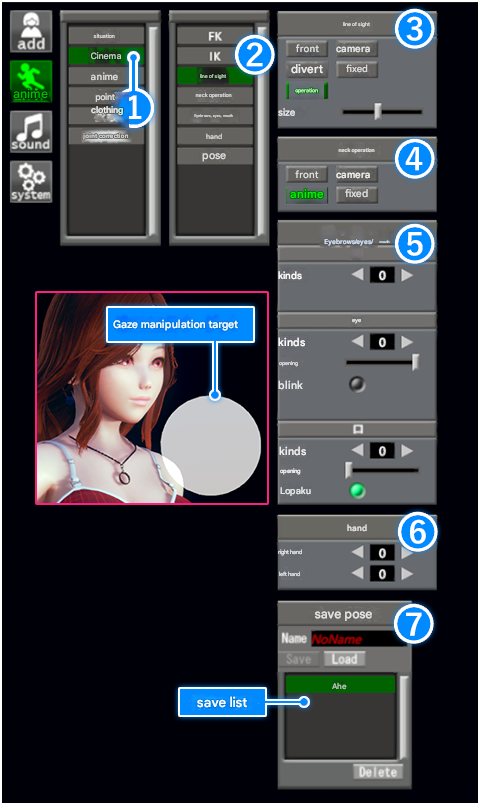 add
anime
sound
system
situation
Cinema
anime
point
clothing
joint correction
1
FK
IK
line of sight
neck operation
Eyebrows, eyes, mouth
hand
pose
2
line of sight
3
front camera
divert fixed
operation
size
neck operation
4
front camera
anime fixed
Eyebrows/eyes/ mouth
5
kinds 0
eye
kinds 0
opening
blink
口
kinds 0
opening
Lopaku
hand
6
right hand 0
left hand 0
save pose
7
Name NoName
Save Load
Ahe
Delete
Gaze manipulation target
save list